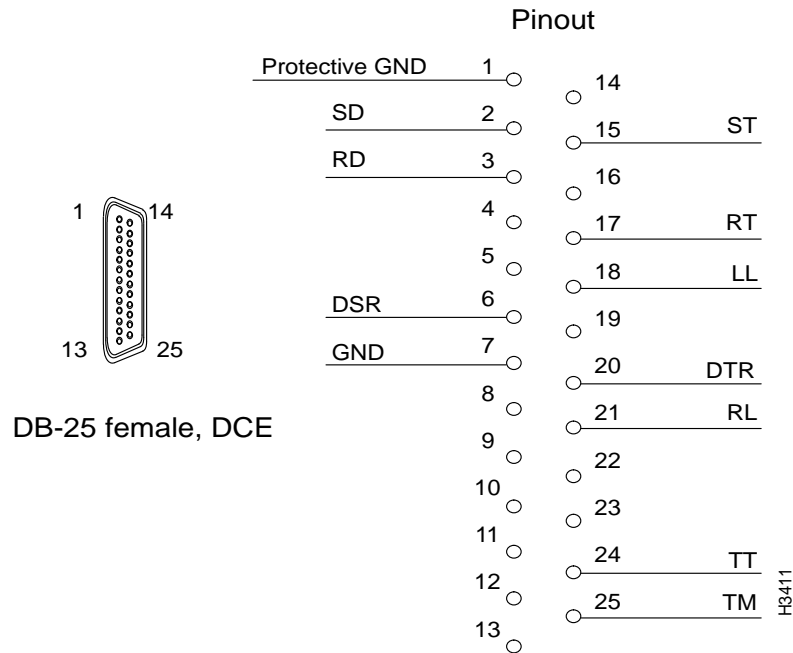 Pinout
Protective GND 1
14
SD 2
15 ST
RD 3
16
4
17 RT
5
18 LL
DSR 6
19
GND 7
20 DTR
8
21 RL
9
22
10
23
11
24 TT
12
25 TM
13
1 14
13 25
DB-25 female, DCE
H3411